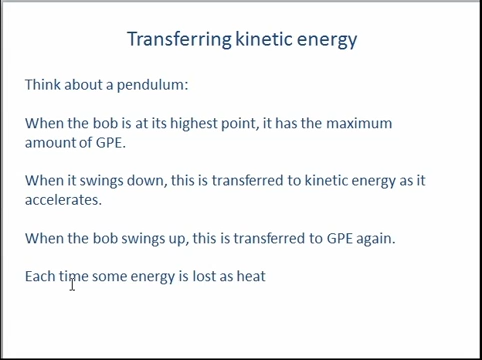 Transferring kinetic energy
Think about a pendulum:
When the bob is at its highest point, it has the maximum
amount of GPE.
When it swings down, this is transferred to kinetic energy as it
accelerates.
When the bob swings up, this is transferred to GPE again.
Each time some energy is lost as heat